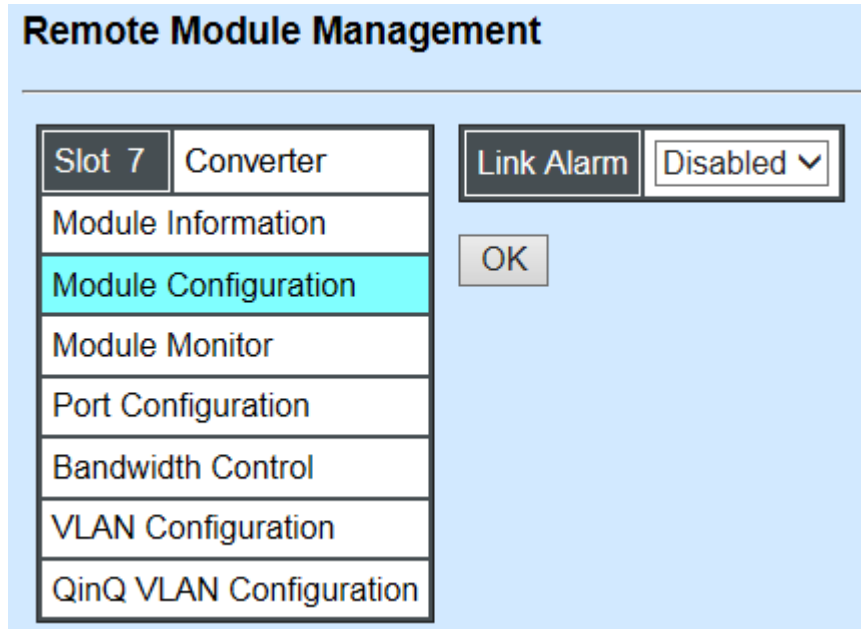 Remote Module Management
Slot 7 Converter
Module Information
Module Configuration
Module Monitor
Port Configuration
Bandwidth Control
VLAN Configuration
QinQ VLAN Configuration
Link Alarm Disabled
OK